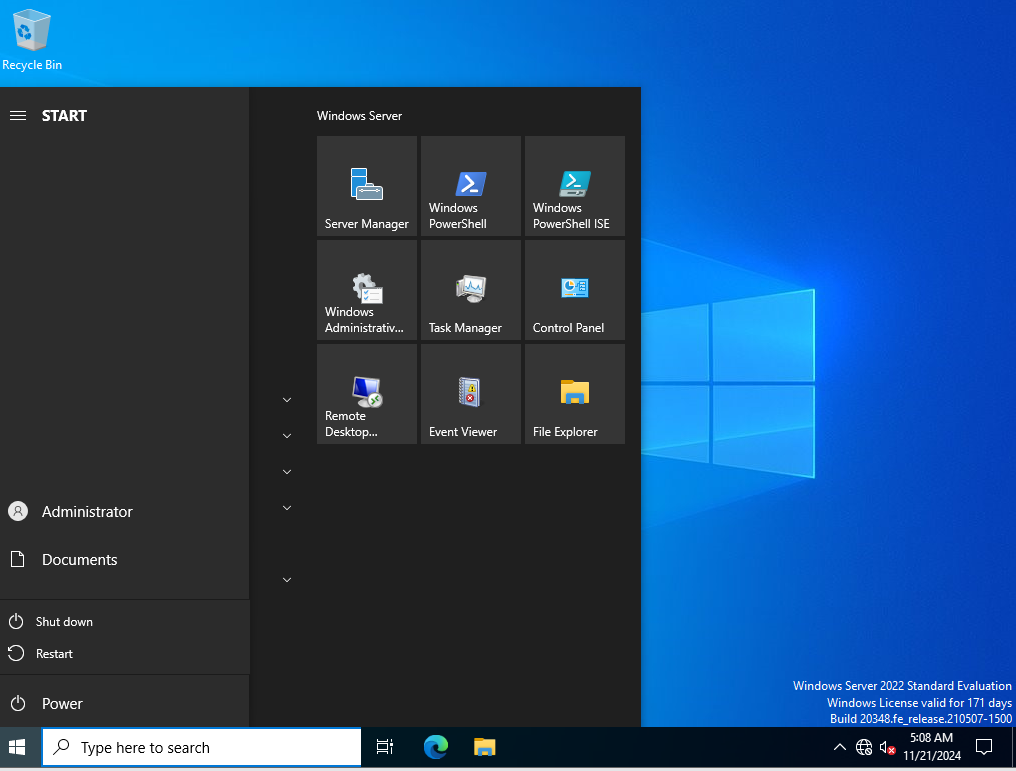 Recycle Bin
START
Windows Server
Server Manager
Windows
PowerShell
Windows
PowerShell ISE
Windows
Administrativ...
Task Manager
Control Panel
Remote
Desktop...
Event Viewer
File Explorer
Administrator
Documents
Shut down
Restart
Power
Windows Server 2022 Standard Evaluation
Windows License valid for 171 days
Build 20348.fe_release.210507-1500
Type here to search
5:08 AM
11/21/2024